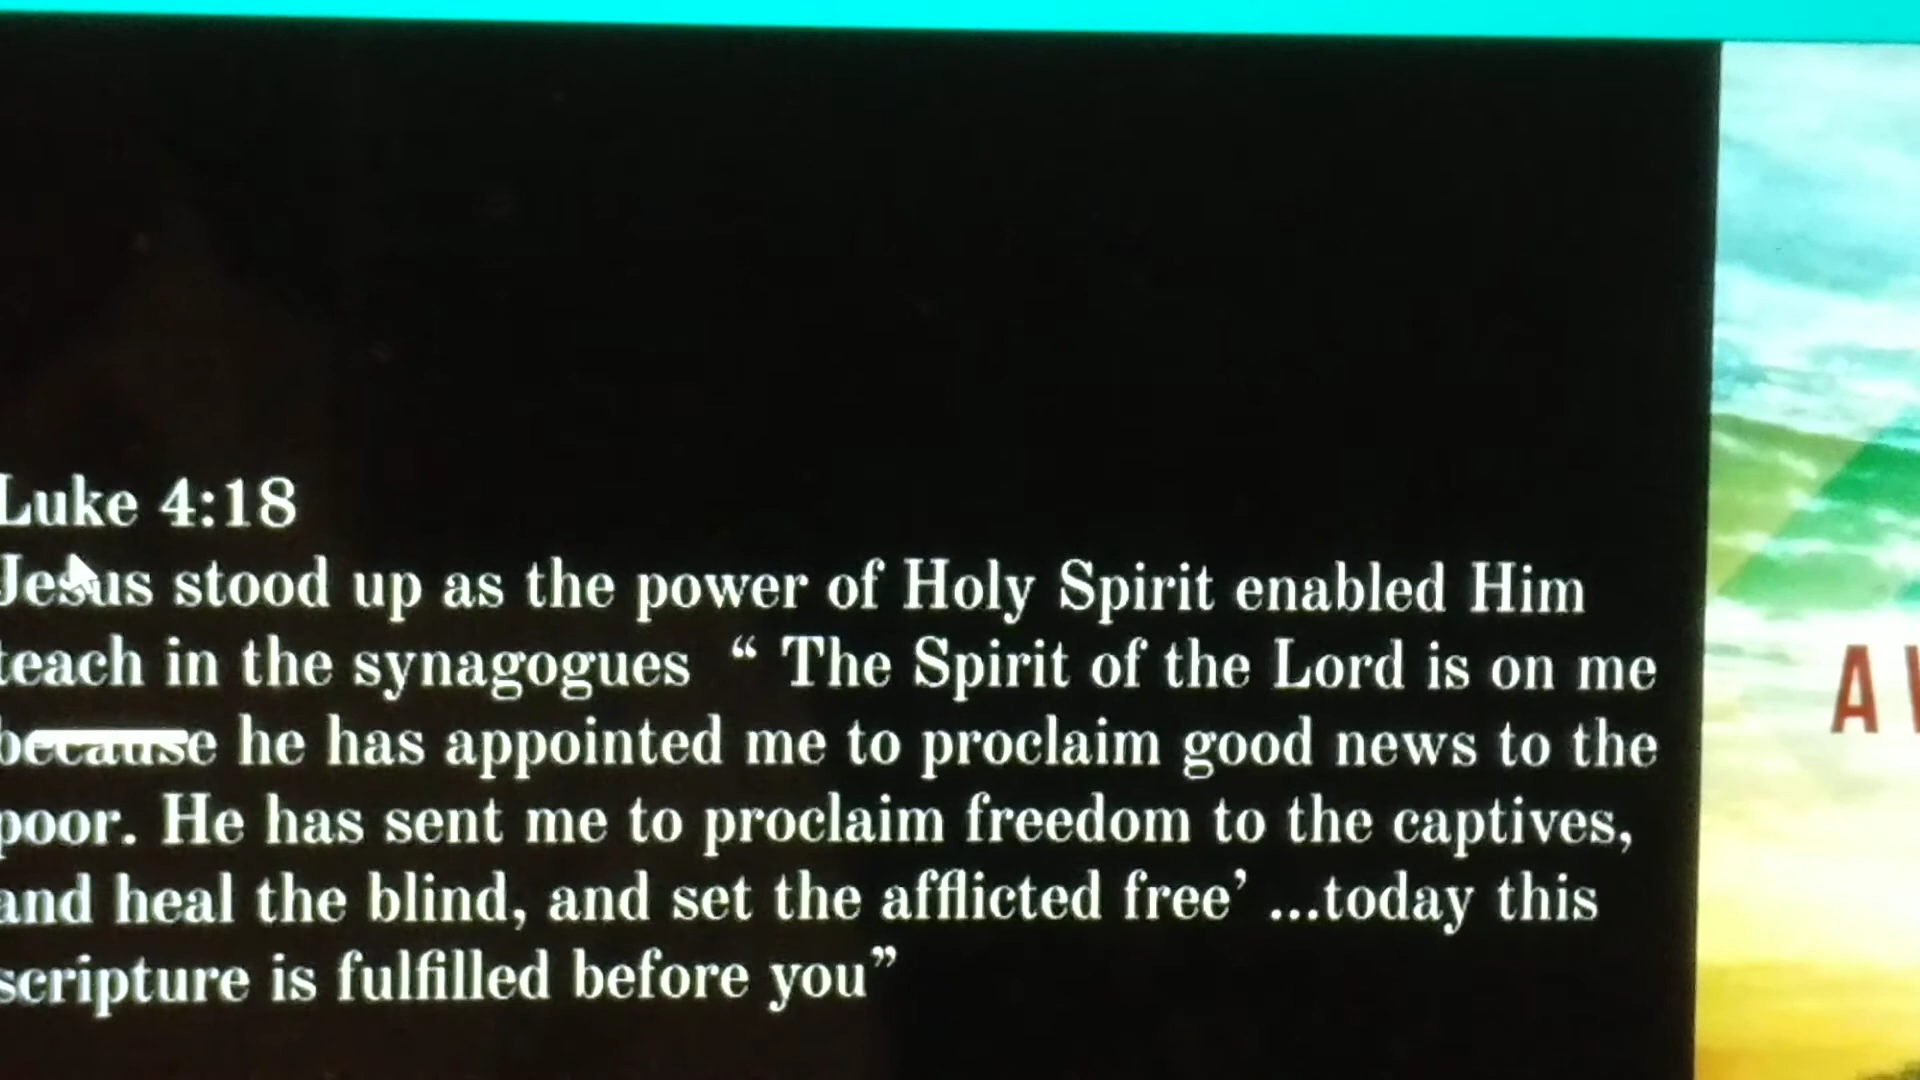 Luke 4:18
Jesus stood up as the power of Holy Spirit enabled Him
teach in the synagogues “ The Spirit of the Lord is on me
because he has appointed me to proclaim good news to the
poor. He has sent me to proclaim freedom to the captives,
and heal the blind, and set the afflicted free’ ...today this
scripture is fulfilled before you”
A